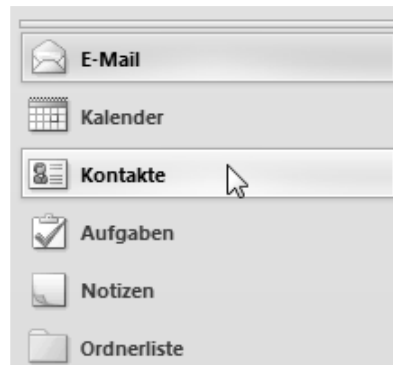 E-Mail
Kalender
Kontakte
Aufgaben
Notizen
Ordnerliste